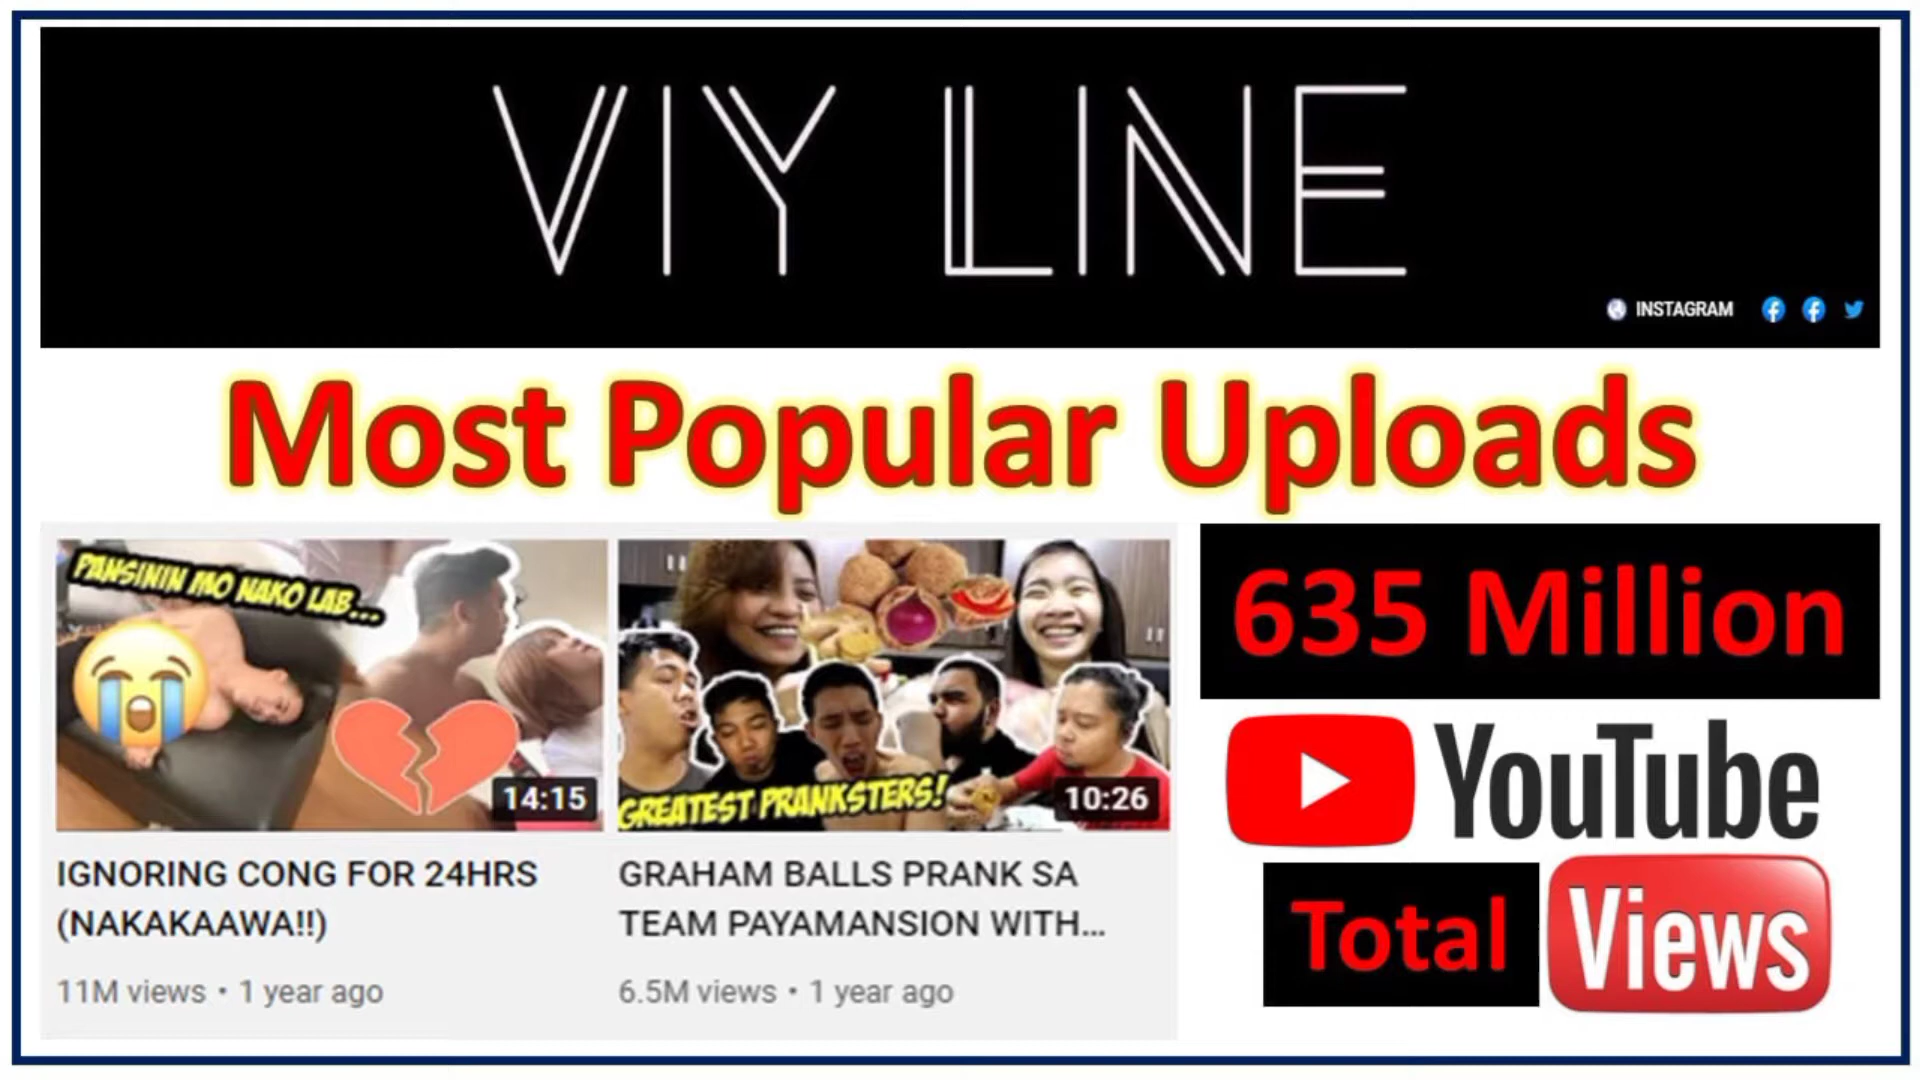 VIY LINE
INSTAGRAM
Most Popular Uploads
PANSININ MO NAKO LAB...
14:15
GREATEST PRANKSTERS!
10:26
IGNORING CONG FOR 24HRS
(NAKAKAAWA!!)
11M views • 1 year ago
GRAHAM BALLS PRANK SA
TEAM PAYAMANSION WITH...
6.5M views • 1 year ago
635 Million
YouTube
Total
Views